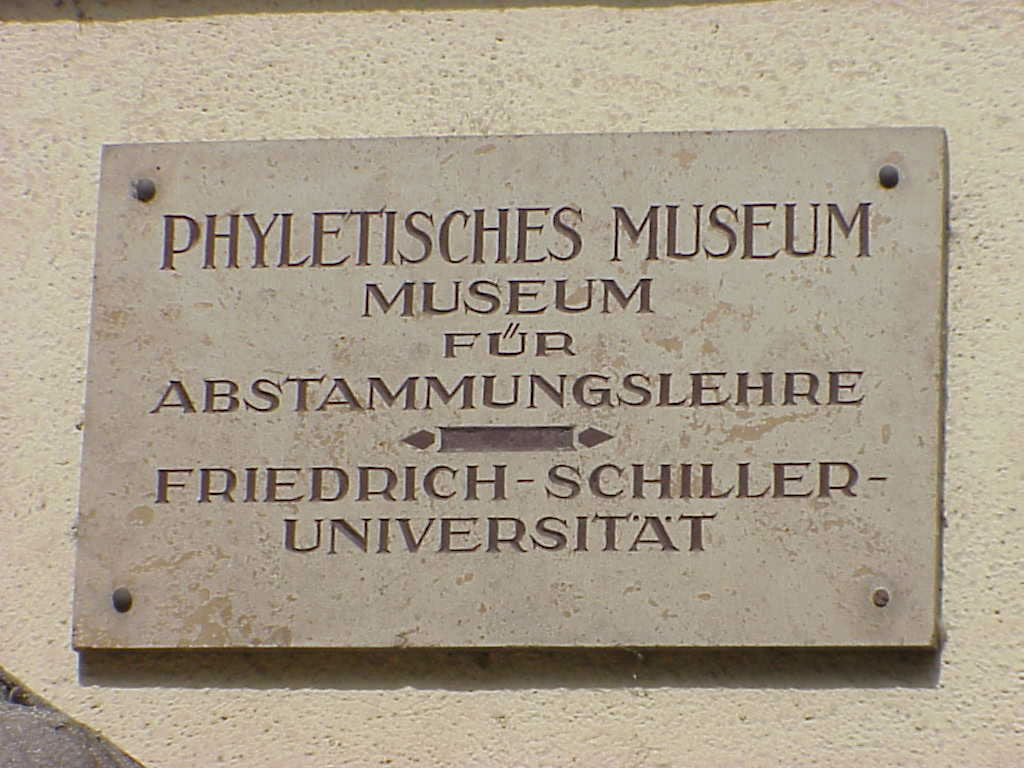 PHYLETISCHES MUSEUM
MUSEUM
FÜR
ABSTAMMUNGSLEHRE
FRIEDRICH-SCHILLER-
UNIVERSITÄT